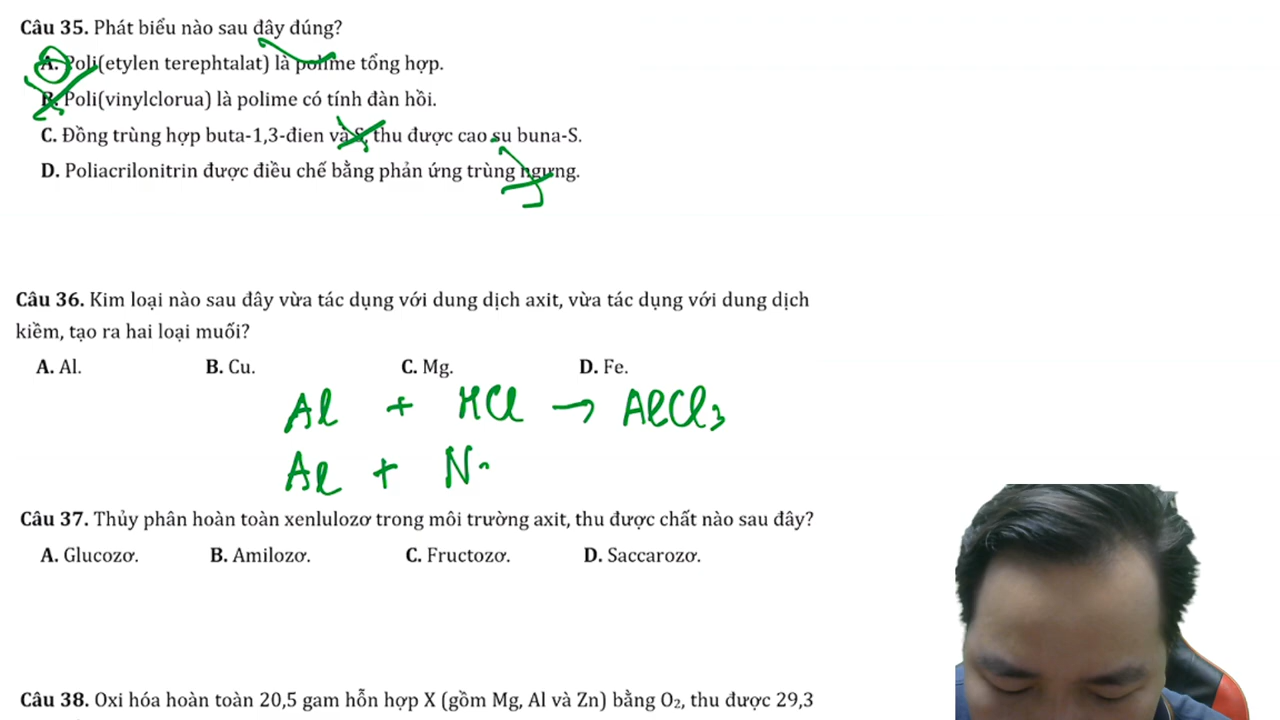 Câu 35. Phát biểu nào sau đây đúng?
A. Poli(etylen terephtalat) là polime tổng hợp.
B. Poli(vinylclorua) là polime có tính đàn hồi.
C. Đồng trùng hợp buta-1,3-đien và S, thu được cao su buna-S.
D. Poliacrilonitrin được điều chế bằng phản ứng trùng ngưng.
Câu 36. Kim loại nào sau đây vừa tác dụng với dung dịch axit, vừa tác dụng với dung dịch
kiềm, tạo ra hai loại muối?
A. Al. B. Cu. C. Mg. D. Fe.
Al + HCl → AlCl3
Al + N
Câu 37. Thủy phân hoàn toàn xenlulozơ trong môi trường axit, thu được chất nào sau đây?
A. Glucozơ. B. Amilozơ. C. Fructozơ. D. Saccarozơ.
Câu 38. Oxi hóa hoàn toàn 20,5 gam hỗn hợp X (gồm Mg, Al và Zn) bằng O₂, thu được 29,3